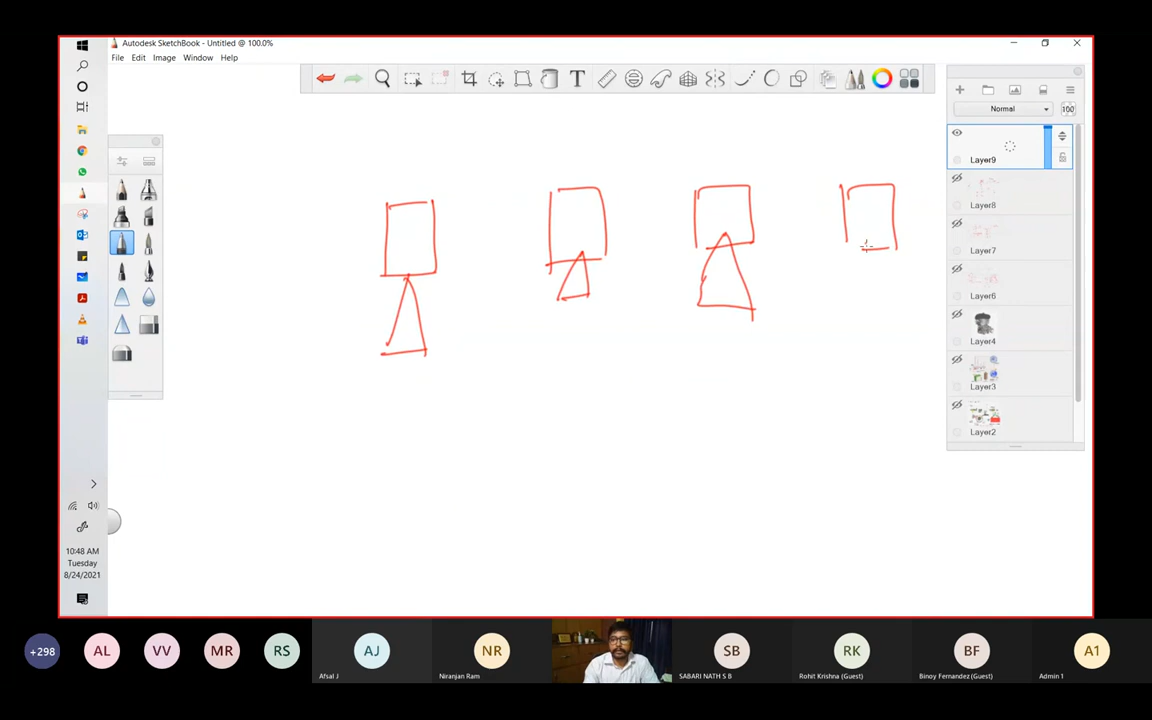 Autodesk SketchBook - Untitled @ 100.0%
File Edit Image Window Help
T
Normal
100
Layer9
Layer8
Layer7
Layer6
Layer4
Layer3
Layer2
10:48 AM
Tuesday
8/24/2021
+298
AL
VV
MR
RS
AJ
NR
SB
RK
BF
A1
Afsal J
Niranjan Ram
SABARI NATH S B
Rohit Krishna (Guest)
Binoy Fernandez (Guest)
Admin 1